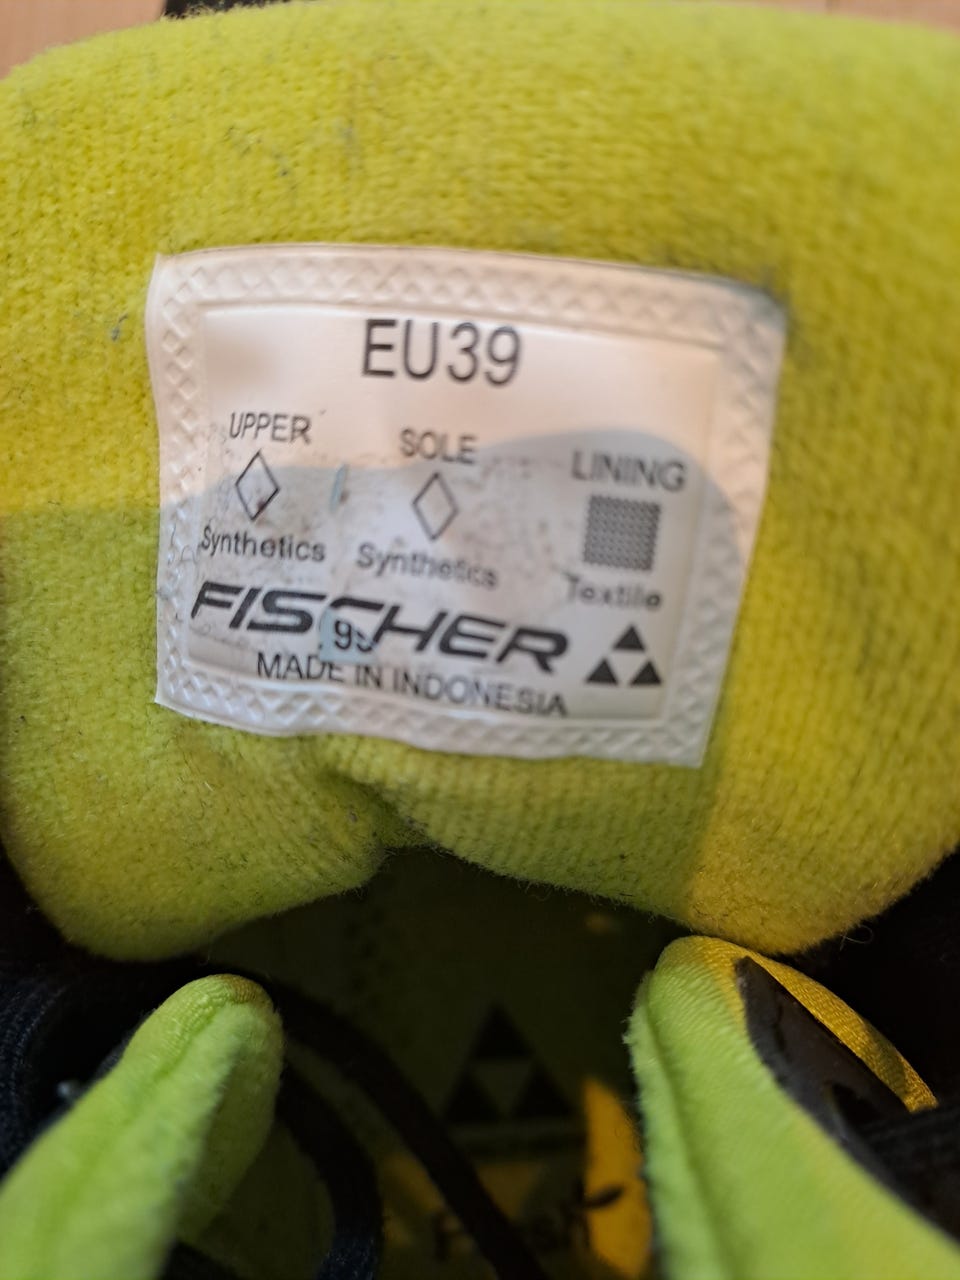 EU39
UPPER SOLE LINING
Synthetics Synthetics Textile
FISCHER
MADE IN INDONESIA